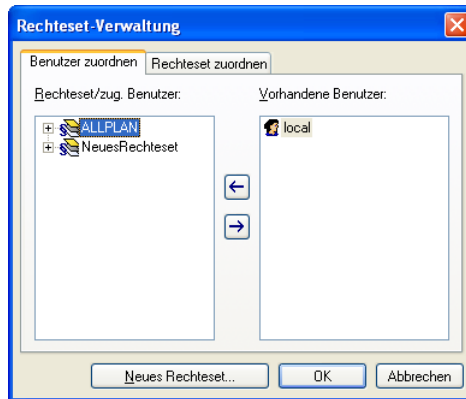 Rechteset-Verwaltung
Benutzer zuordnen
Rechteset zuordnen
Rechteset/zug. Benutzer:
Vorhandene Benutzer:
ALLPLAN
NeuesRechteset
local
Neues Rechteset...
OK
Abbrechen